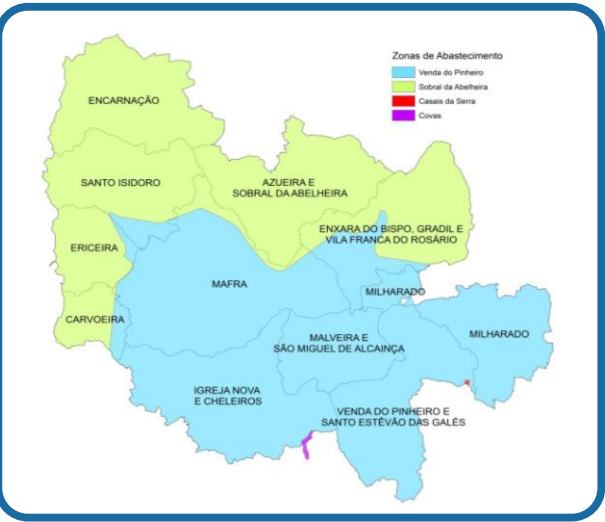 Zonas de Abastecimento
Venda do Pinheiro
Sobral da Abelheira
Casais da Serra
Covas
ENCARNAÇÃO
SANTO ISIDORO
AZUEIRA E
SOBRAL DA ABELHEIRA
ENXARA DO BISPO, GRADIL E
VILA FRANCA DO ROSÁRIO
ERICEIRA
MAFRA
MILHARADO
CARVOEIRA
MALVEIRA E
SÃO MIGUEL DE ALCAINÇA
MILHARADO
IGREJA NOVA
E CHELEIROS
VENDA DO PINHEIRO E
SANTO ESTÊVÃO DAS GALÉS